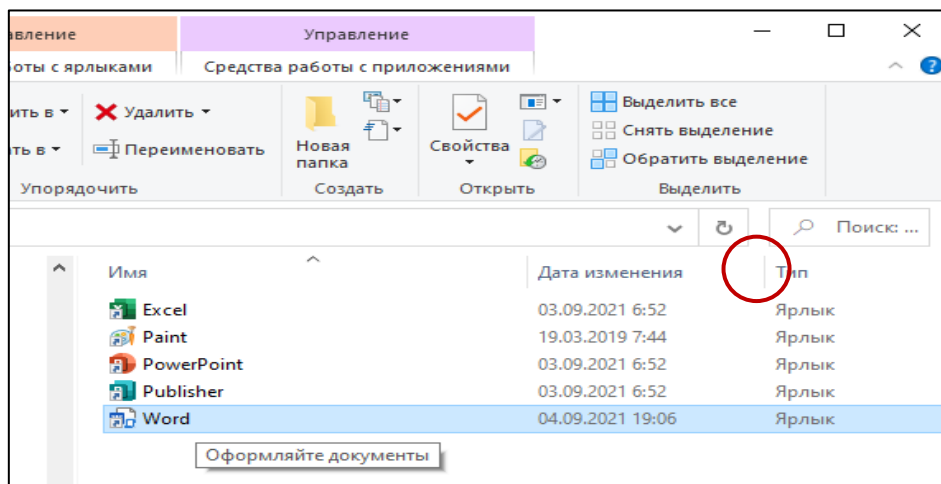 авление Управление
оты с ярлыками Средства работы с приложениями
ить в Удалить Выделить все
Снять выделение
ать в Переименовать Новая папка Свойства Обратить выделение
Упорядочить Создать Открыть Выделить
Поиск: ...
Имя Дата изменения Тип
Excel 03.09.2021 6:52 Ярлык
Paint 19.03.2019 7:44 Ярлык
PowerPoint 03.09.2021 6:52 Ярлык
Publisher 03.09.2021 6:52 Ярлык
Word 04.09.2021 19:06 Ярлык
Оформляйте документы